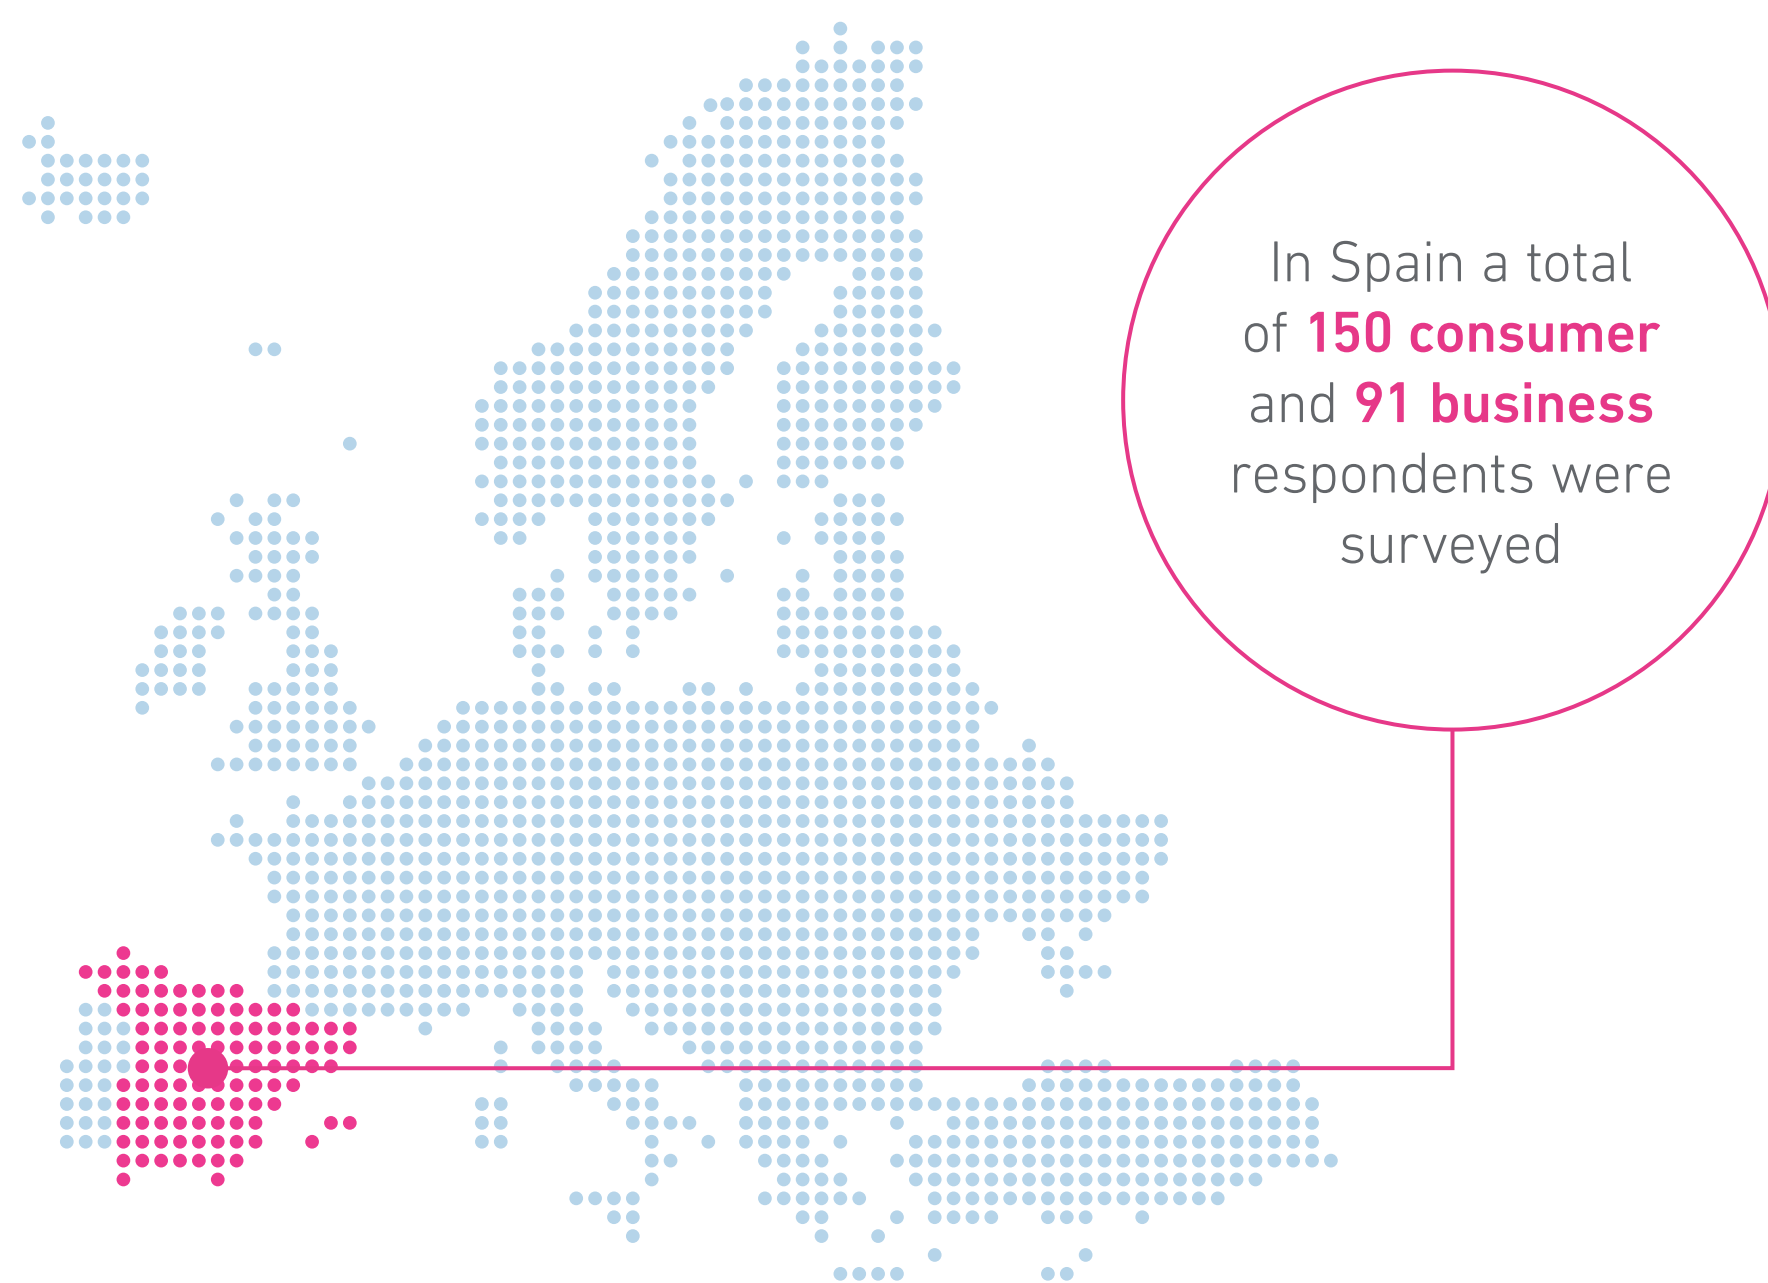 In Spain a total
of 150 consumer
and 91 business
respondents were
surveyed